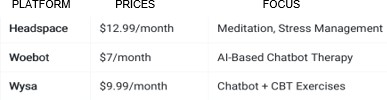 PLATFORM PRICES FOCUS
Headspace $12.99/month Meditation, Stress Management
Woebot $7/month AI-Based Chatbot Therapy
Wysa $9.99/month Chatbot + CBT Exercises